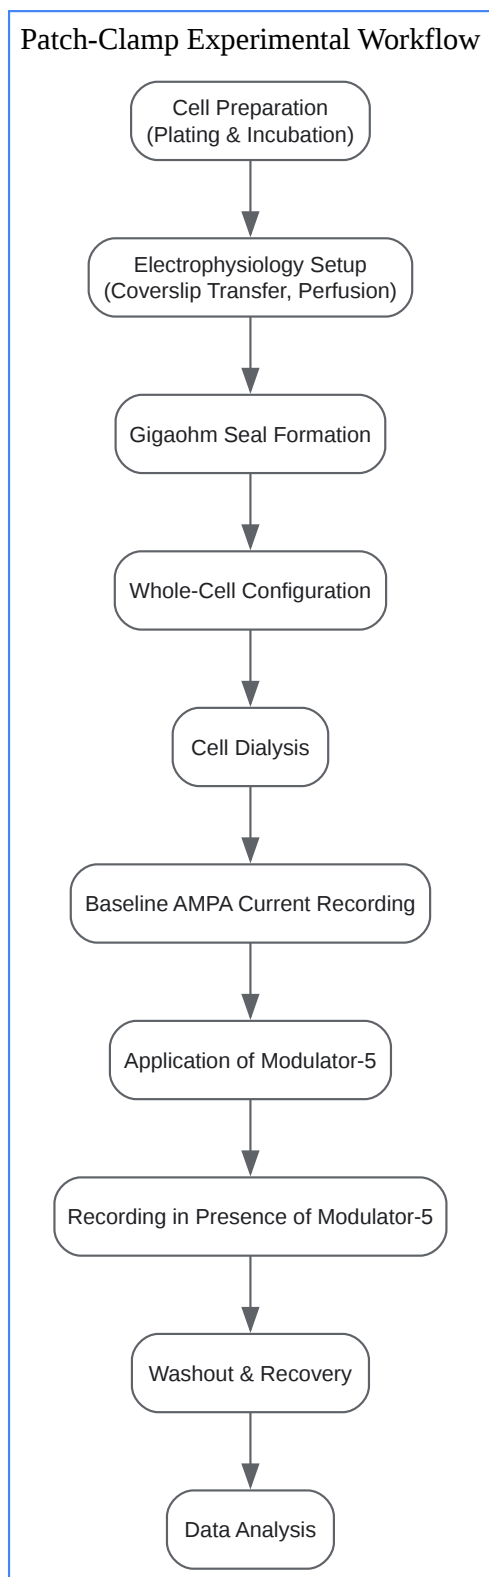 Patch-Clamp Experimental Workflow
Cell Preparation
(Plating & Incubation)
Electrophysiology Setup
(Coverslip Transfer, Perfusion)
Gigaohm Seal Formation
Whole-Cell Configuration
Cell Dialysis
Baseline AMPA Current Recording
Application of Modulator-5
Recording in Presence of Modulator-5
Washout & Recovery
Data Analysis